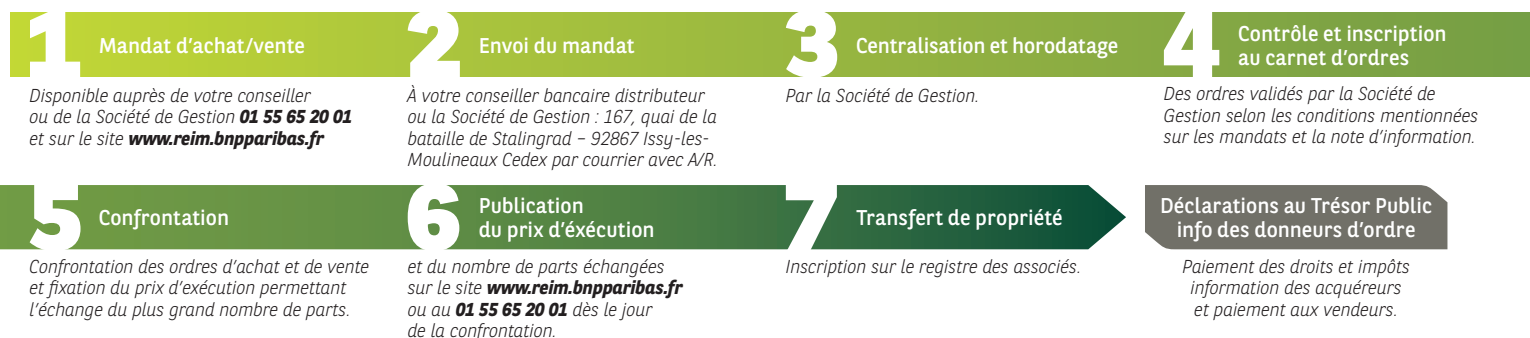 1 Mandat d'achat/vente
Disponible auprès de votre conseiller
ou de la Société de Gestion 01 55 65 20 01
et sur le site www.reim.bnpparibas.fr
2 Envoi du mandat
À votre conseiller bancaire distributeur
ou la Société de Gestion : 167, quai de la
bataille de Stalingrad – 92867 Issy-les-
Moulineaux Cedex par courrier avec A/R.
3 Centralisation et horodatage
Par la Société de Gestion.
4 Contrôle et inscription
au carnet d'ordres
Des ordres validés par la Société de
Gestion selon les conditions mentionnées
sur les mandats et la note d'information.
5 Confrontation
Confrontation des ordres d'achat et de vente
et fixation du prix d'exécution permettant
l'échange du plus grand nombre de parts.
6 Publication
du prix d'éxécution
et du nombre de parts échangées
sur le site www.reim.bnpparibas.fr
ou au 01 55 65 20 01 dès le jour
de la confrontation.
7 Transfert de propriété
Inscription sur le registre des associés.
Déclarations au Trésor Public
info des donneurs d'ordre
Paiement des droits et impôts
information des acquéreurs
et paiement aux vendeurs.